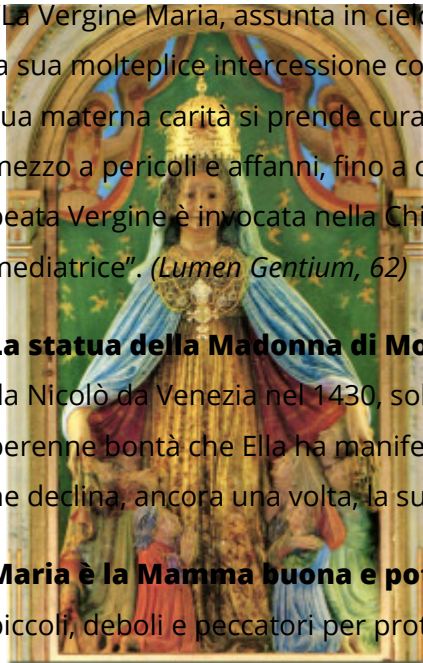 La Vergine Maria, assunta in cielo
a sua molteplice intercessione co
ua materna carità si prende cura
mezzo a pericoli e affanni, fino a
beata Vergine è invocata nella Chi
mediatrice”. (Lumen Gentium, 62)
La statua della Madonna di Mo
da Nicolò da Venezia nel 1430, sol
perenne bontà che Ella ha manife
ne declina, ancora una volta, la su
Maria è la Mamma buona e pot
piccoli, deboli e peccatori per prot